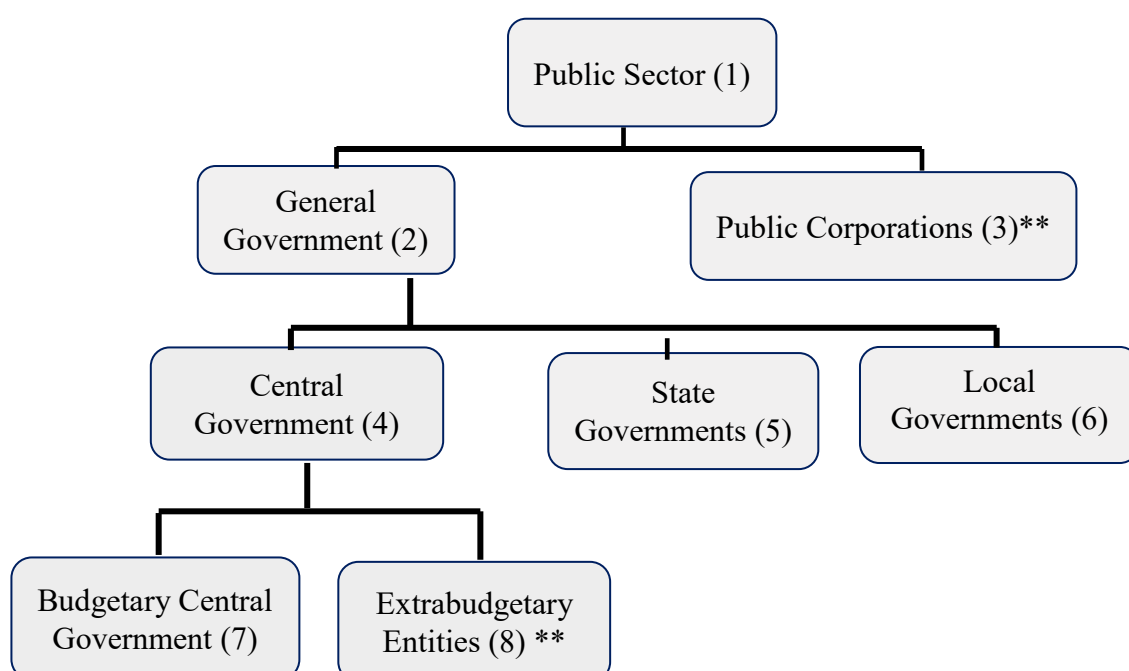 Public Sector (1)
General
Government (2)
Public Corporations (3)**
Central
Government (4)
State
Governments (5)
Local
Governments (6)
Budgetary Central
Government (7)
Extrabudgetary
Entities (8) **